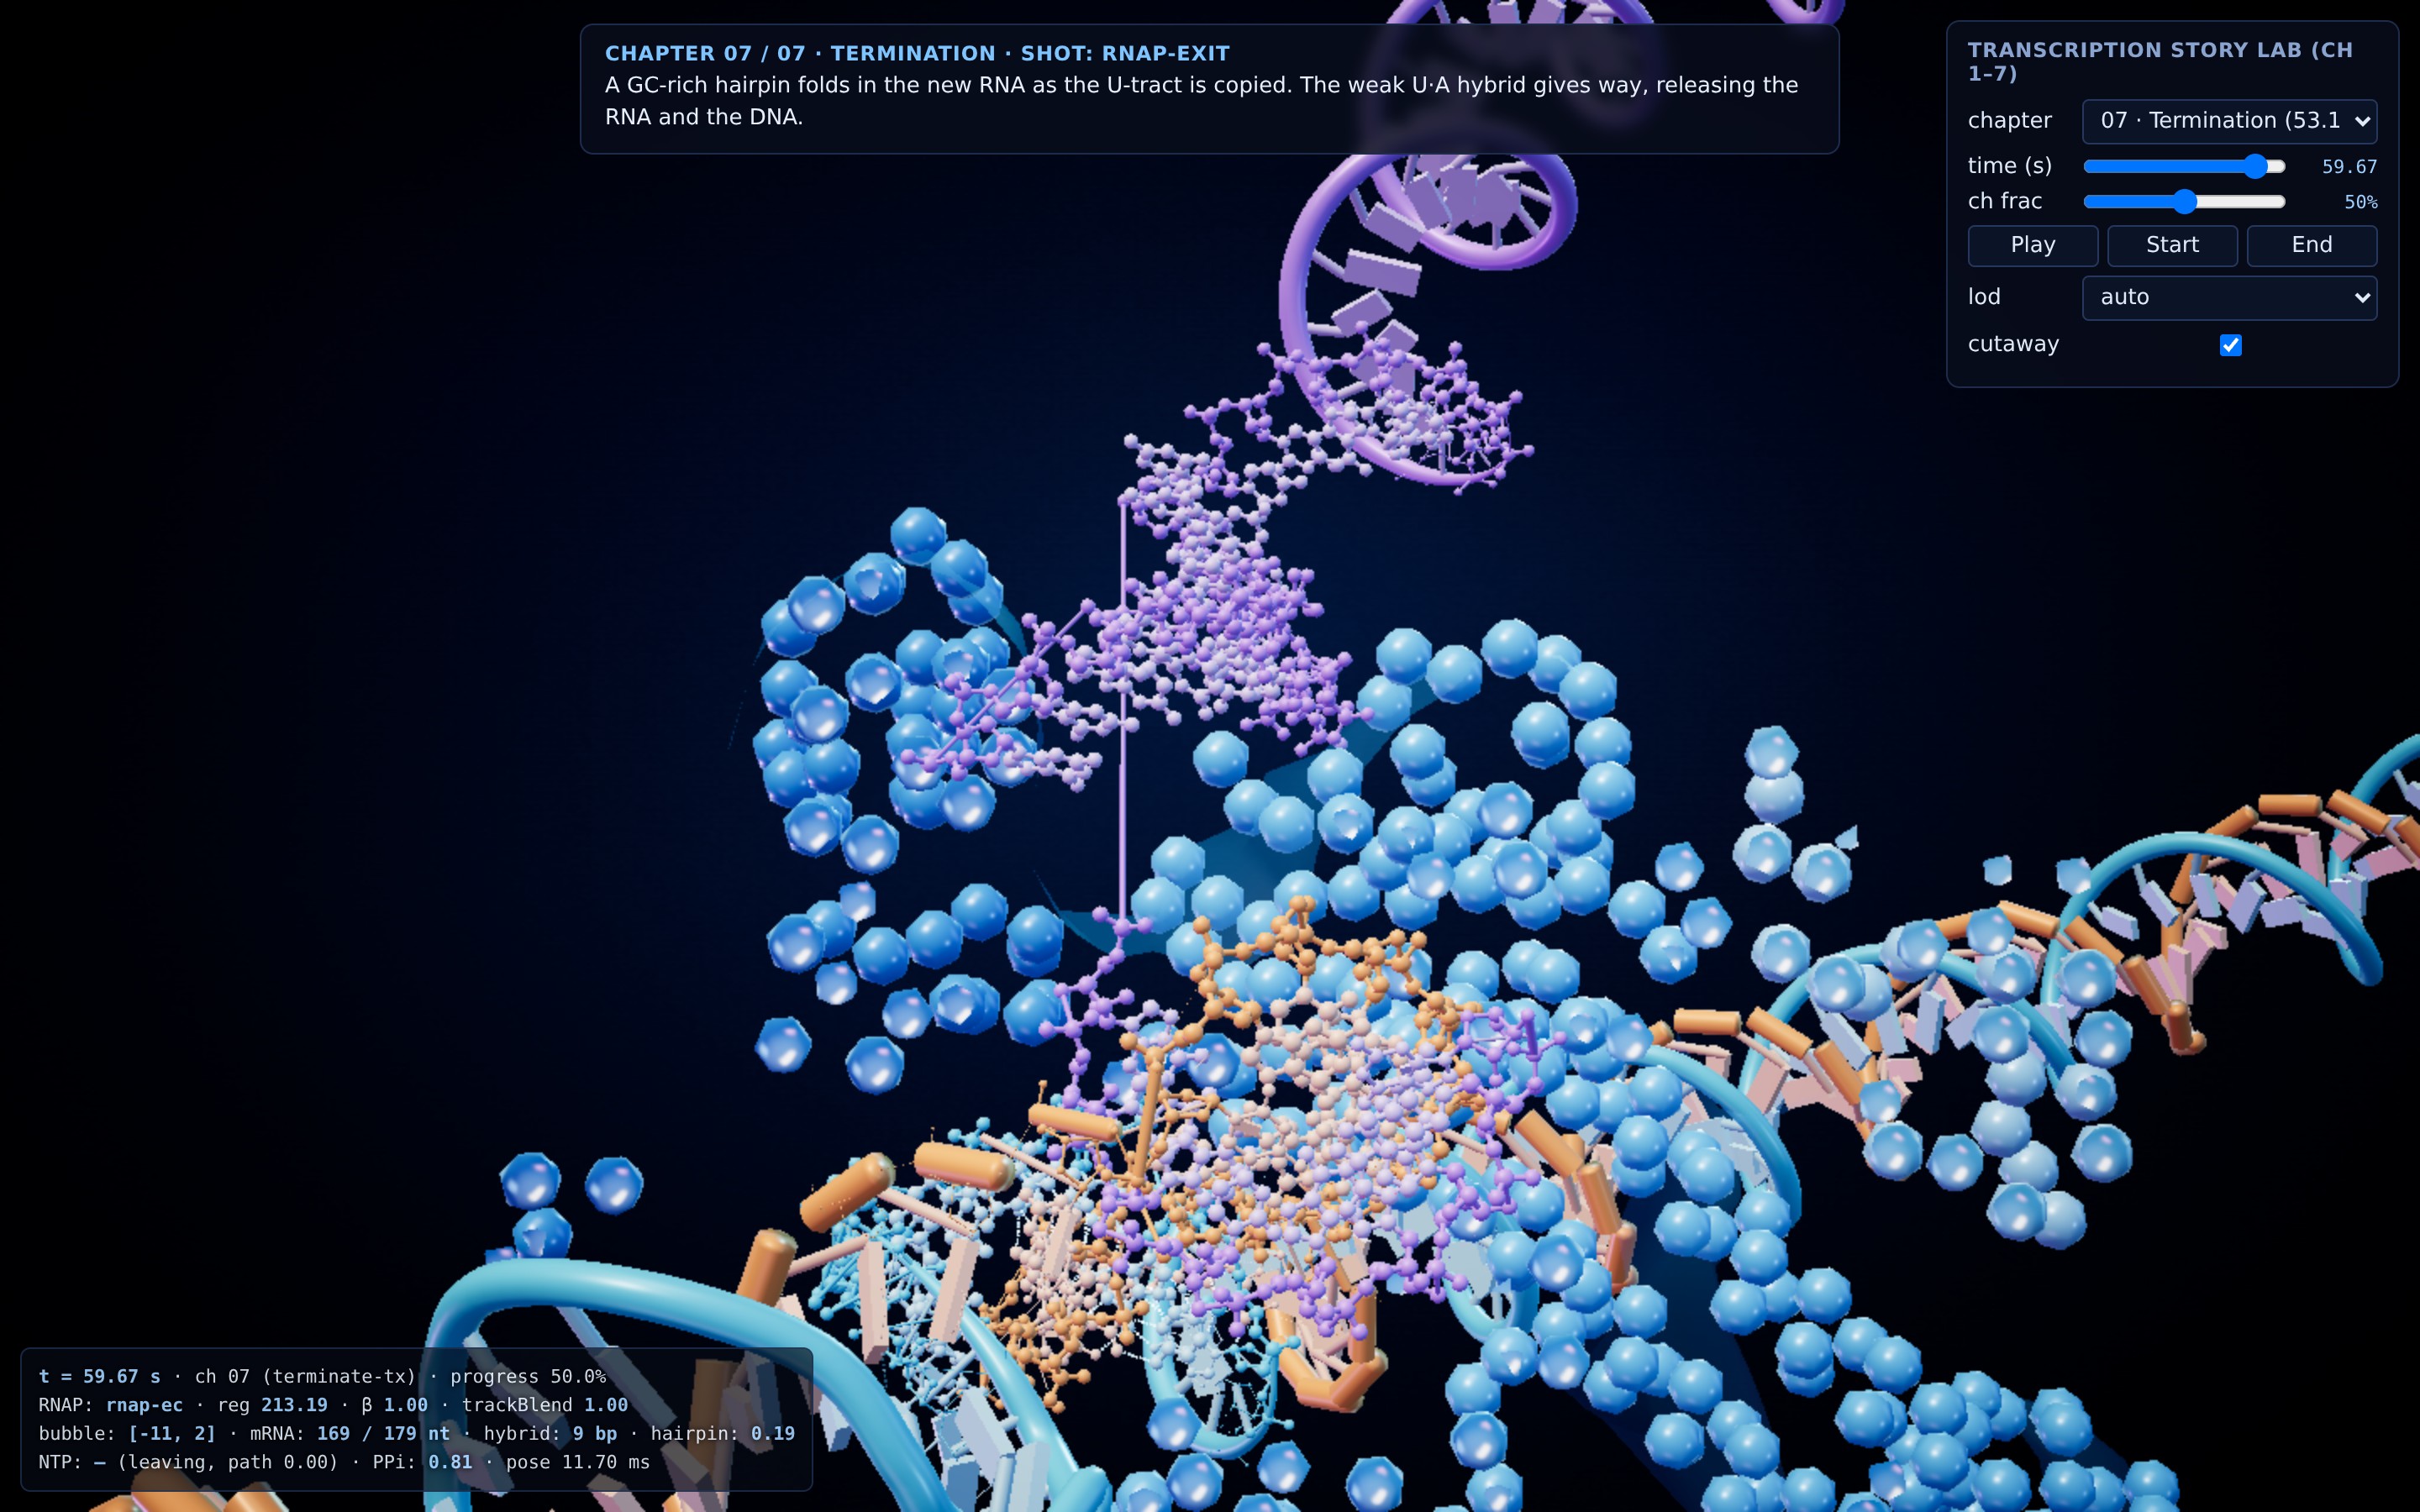 CHAPTER 07 / 07 · TERMINATION · SHOT: RNAP-EXIT
A GC-rich hairpin folds in the new RNA as the U-tract is copied. The weak U·A hybrid gives way, releasing the
RNA and the DNA.
TRANSCRIPTION STORY LAB (CH
1–7)
chapter 07 · Termination (53.1
time (s) 59.67
ch frac 50%
Play Start End
lod auto
cutaway
t = 59.67 s · ch 07 (terminate-tx) · progress 50.0%
RNAP: rnap-ec · reg 213.19 · β 1.00 · trackBlend 1.00
bubble: [-11, 2] · mRNA: 169 / 179 nt · hybrid: 9 bp · hairpin: 0.19
NTP: — (leaving, path 0.00) · PPi: 0.81 · pose 11.70 ms